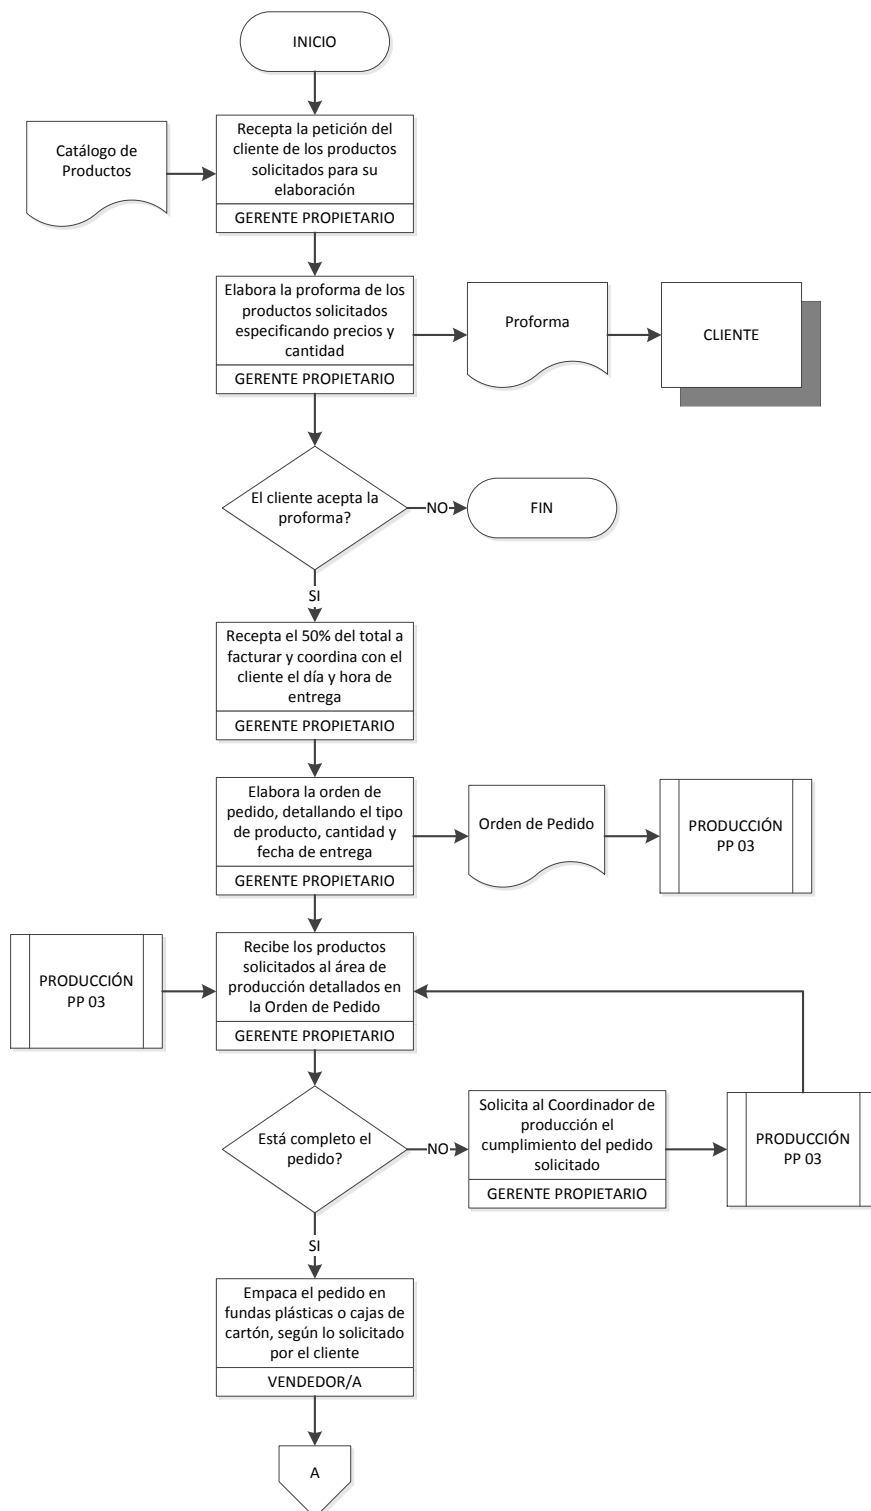 INICIO
Catálogo de
Productos
Recepta la petición del
cliente de los productos
solicitados para su
elaboración
GERENTE PROPIETARIO
Elabora la proforma de los
productos solicitados
especificando precios y
cantidad
GERENTE PROPIETARIO
Proforma
CLIENTE
El cliente acepta la
proforma?
NO
FIN
SI
Recepta el 50% del total a
facturar y coordina con el
cliente el día y hora de
entrega
GERENTE PROPIETARIO
Elabora la orden de
pedido, detallando el tipo
de producto, cantidad y
fecha de entrega
GERENTE PROPIETARIO
Orden de Pedido
PRODUCCIÓN
PP 03
PRODUCCIÓN
PP 03
Recibe los productos
solicitados al área de
producción detallados en
la Orden de Pedido
GERENTE PROPIETARIO
Está completo el
pedido?
NO
Solicita al Coordinador de
producción el
cumplimiento del pedido
solicitado
GERENTE PROPIETARIO
PRODUCCIÓN
PP 03
SI
Empaca el pedido en
fundas plásticas o cajas de
cartón, según lo solicitado
por el cliente
VENDEDOR/A
A